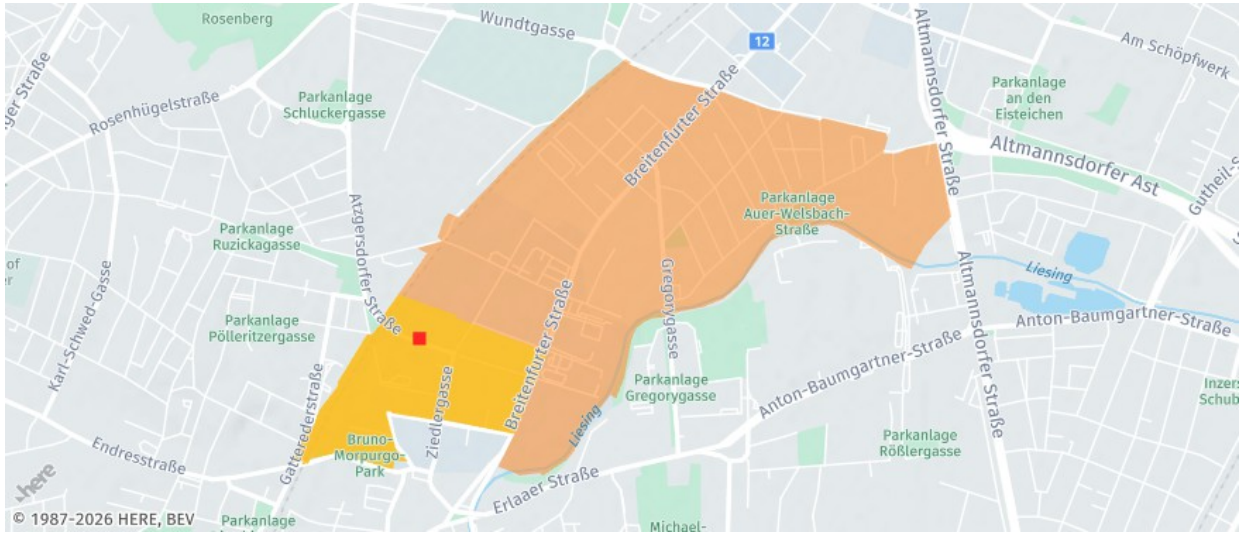 Rosenberg
Wundtgasse
12
Altmannsdorfer Straße
Am Schöpfwerk
Parkanlage
Schluckergasse
Rosenhügelstraße
Parkanlage
an den
Eisteichen
Breitenfurter Straße
Altmannsdorfer Ast
Parkanlage
Auer-Welsbach-
Straße
Parkanlage
Ruzickagasse
Atzgersdorfer Straße
Karl-Schwed-Gasse
of
Liesing
Gregorygasse
Altmannsdorfer Straße
Parkanlage
Pölleritzergasse
Breitenfurter Straße
Anton-Baumgartner-Straße
Anton-Baumgartner-Straße
Ziedlergasse
Gatterederstraße
Parkanlage
Gregorygasse
Endresstraße
Bruno-
Morpurgo-
Park
Liesing
Parkanlage
Rößlergasse
Erlaaer Straße
here
© 1987-2026 HERE, BEV
Parkanlage
Michael-